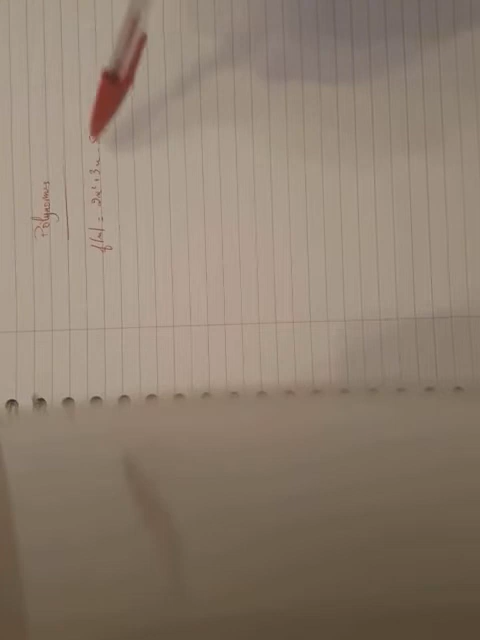 Polynomes
f(x) = 2x² + 3x -